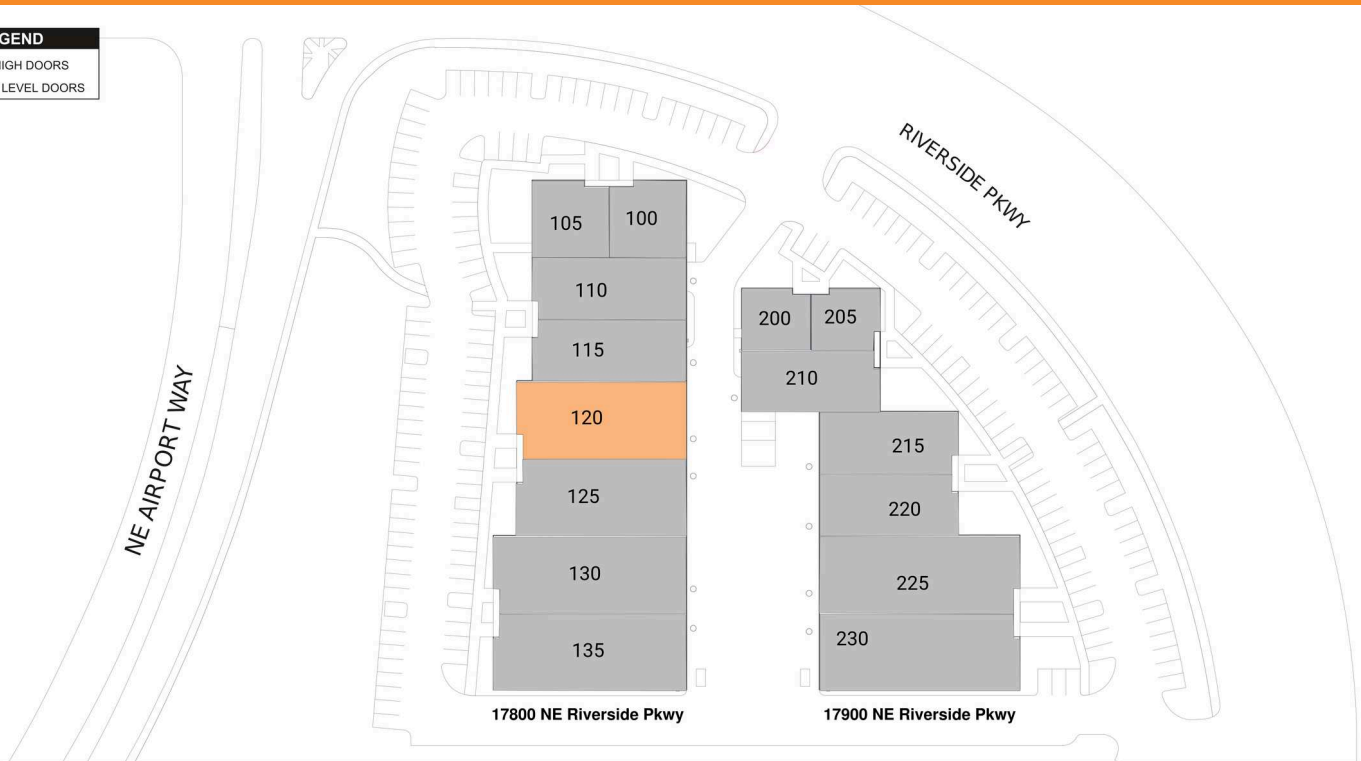 GEND
HIGH DOORS
LEVEL DOORS
RIVERSIDE PKWY
NE AIRPORT WAY
105
100
110
115
120
125
130
135
200
205
210
215
220
225
230
17800 NE Riverside Pkwy
17900 NE Riverside Pkwy